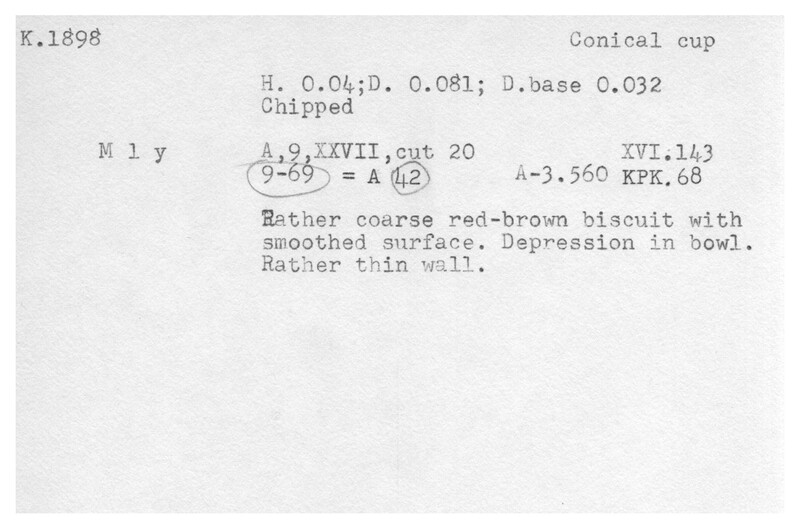 K.1898 Conical cup
H. 0.04;D. 0.081; D.base 0.032
Chipped
M l y A,9,XXVII,cut 20 XVI.143
9-69 = A 42 A-3.560 KPK.68
Rather coarse red-brown biscuit with
smoothed surface. Depression in bowl.
Rather thin wall.